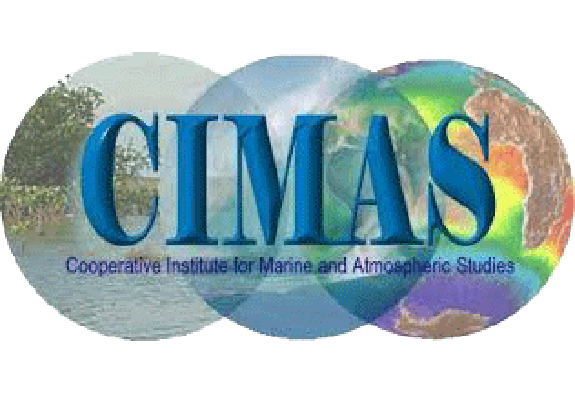 CIMAS
Cooperative Institute for Marine and Atmospheric Studies